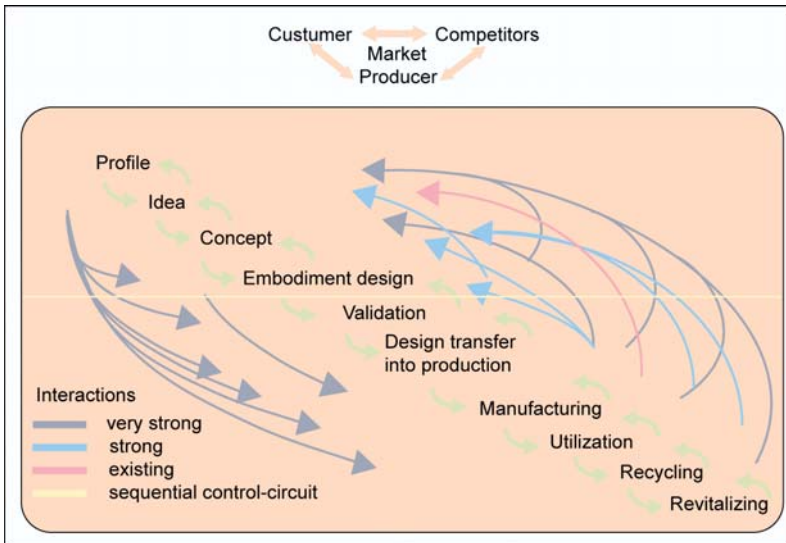 Custumer Competitors
Market
Producer
Profile
Idea
Concept
Embodiment design
Validation
Design transfer
into production
Manufacturing
Utilization
Recycling
Revitalizing
Interactions
very strong
strong
existing
sequential control-circuit